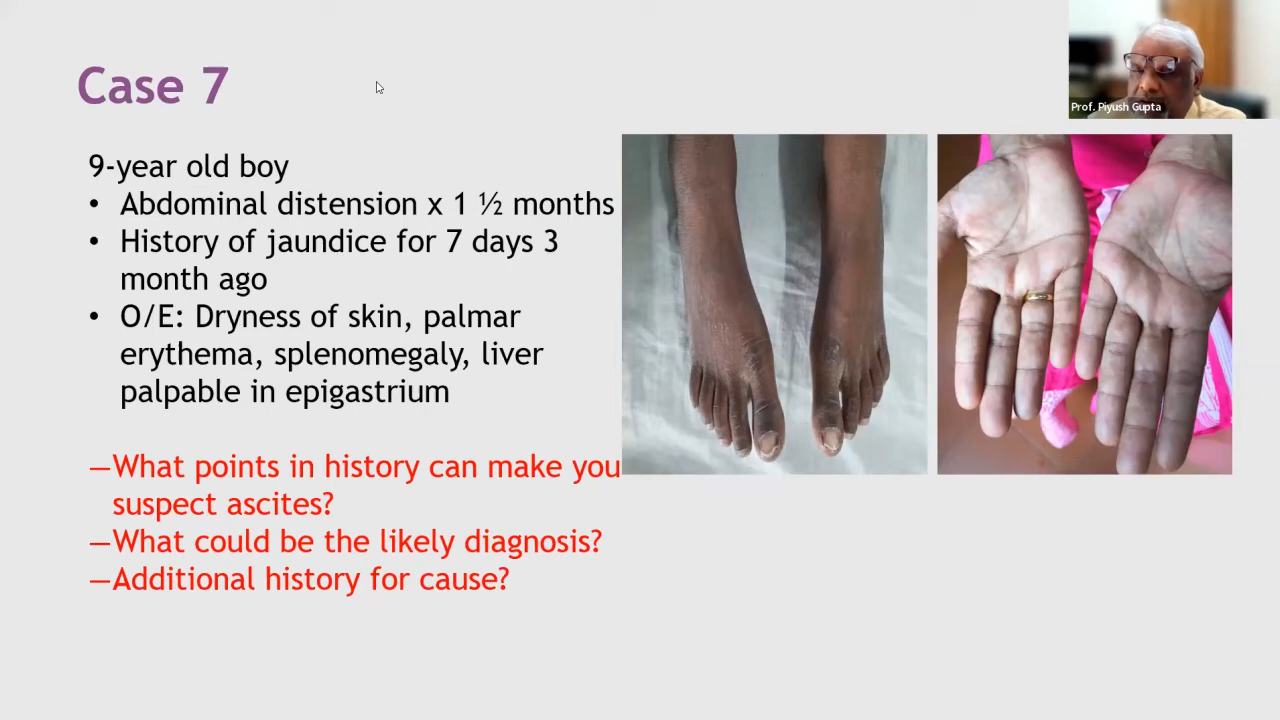 Case 7
Prof. Piyush Gupta
9-year old boy
• Abdominal distension x 1 ½ months
• History of jaundice for 7 days 3
month ago
• O/E: Dryness of skin, palmar
erythema, splenomegaly, liver
palpable in epigastrium
—What points in history can make you
suspect ascites?
—What could be the likely diagnosis?
—Additional history for cause?